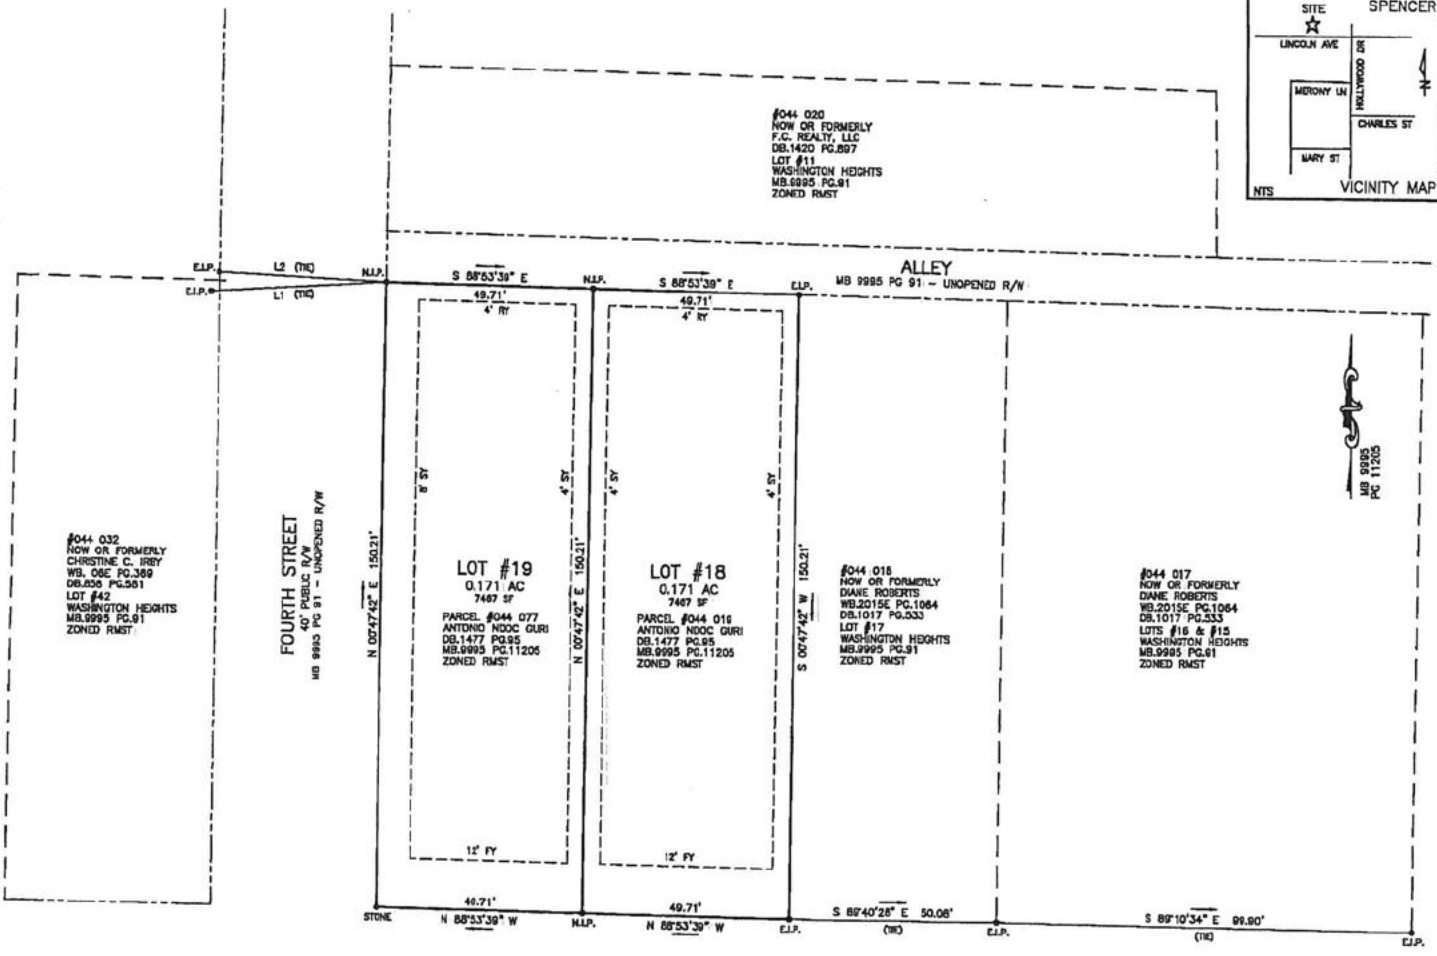 SITE
SPENCER
LINCOLN AVE
HOLLYWOOD DR
MERONY LN
CHARLES ST
MARY ST
NTS
VICINITY MAP
N
#044 020
NOW OR FORMERLY
F.C. REALTY, LLC
DB.1420 PG.897
LOT #11
WASHINGTON HEIGHTS
MB.9995 PG.91
ZONED RMST
ALLEY
MB 9995 PG 91 - UNOPENED R/W
E.I.P.
L2 (TIE)
N.I.P.
E.I.P.
L1 (TIE)
S 88°53'39" E
49.71'
4' RY
N.I.P.
S 88°53'39" E
49.71'
4' RY
E.I.P.
MB 9995
PG 11205
#044 032
NOW OR FORMERLY
CHRISTINE C. IRBY
WB. 06E PG.369
DB.856 PG.581
LOT #42
WASHINGTON HEIGHTS
MB.9995 PG.91
ZONED RMST
FOURTH STREET
40' PUBLIC R/W
MB 9995 PG 91 - UNOPENED R/W
N 00°47'42" E 150.21'
8' SY
4' SY
LOT #19
0.171 AC
7467 SF
PARCEL #044 077
ANTONIO NDOC GURI
DB.1477 PG.95
MB.9995 PG.11205
ZONED RMST
N 00°47'42" E 150.21'
4' SY
4' SY
LOT #18
0.171 AC
7467 SF
PARCEL #044 019
ANTONIO NDOC GURI
DB.1477 PG.95
MB.9995 PG.11205
ZONED RMST
S 00°47'42" W 150.21'
#044 018
NOW OR FORMERLY
DIANE ROBERTS
WB.2015E PG.1064
DB.1017 PG.533
LOT #17
WASHINGTON HEIGHTS
MB.9995 PG.91
ZONED RMST
#044 017
NOW OR FORMERLY
DIANE ROBERTS
WB.2015E PG.1064
DB.1017 PG.533
LOTS #16 & #15
WASHINGTON HEIGHTS
MB.9995 PG.91
ZONED RMST
12' FY
12' FY
STONE
49.71'
N 88°53'39" W
N.I.P.
49.71'
N 88°53'39" W
E.I.P.
S 89°40'28" E 50.08'
(TIE)
E.I.P.
S 89°10'34" E 99.90'
(TIE)
E.I.P.